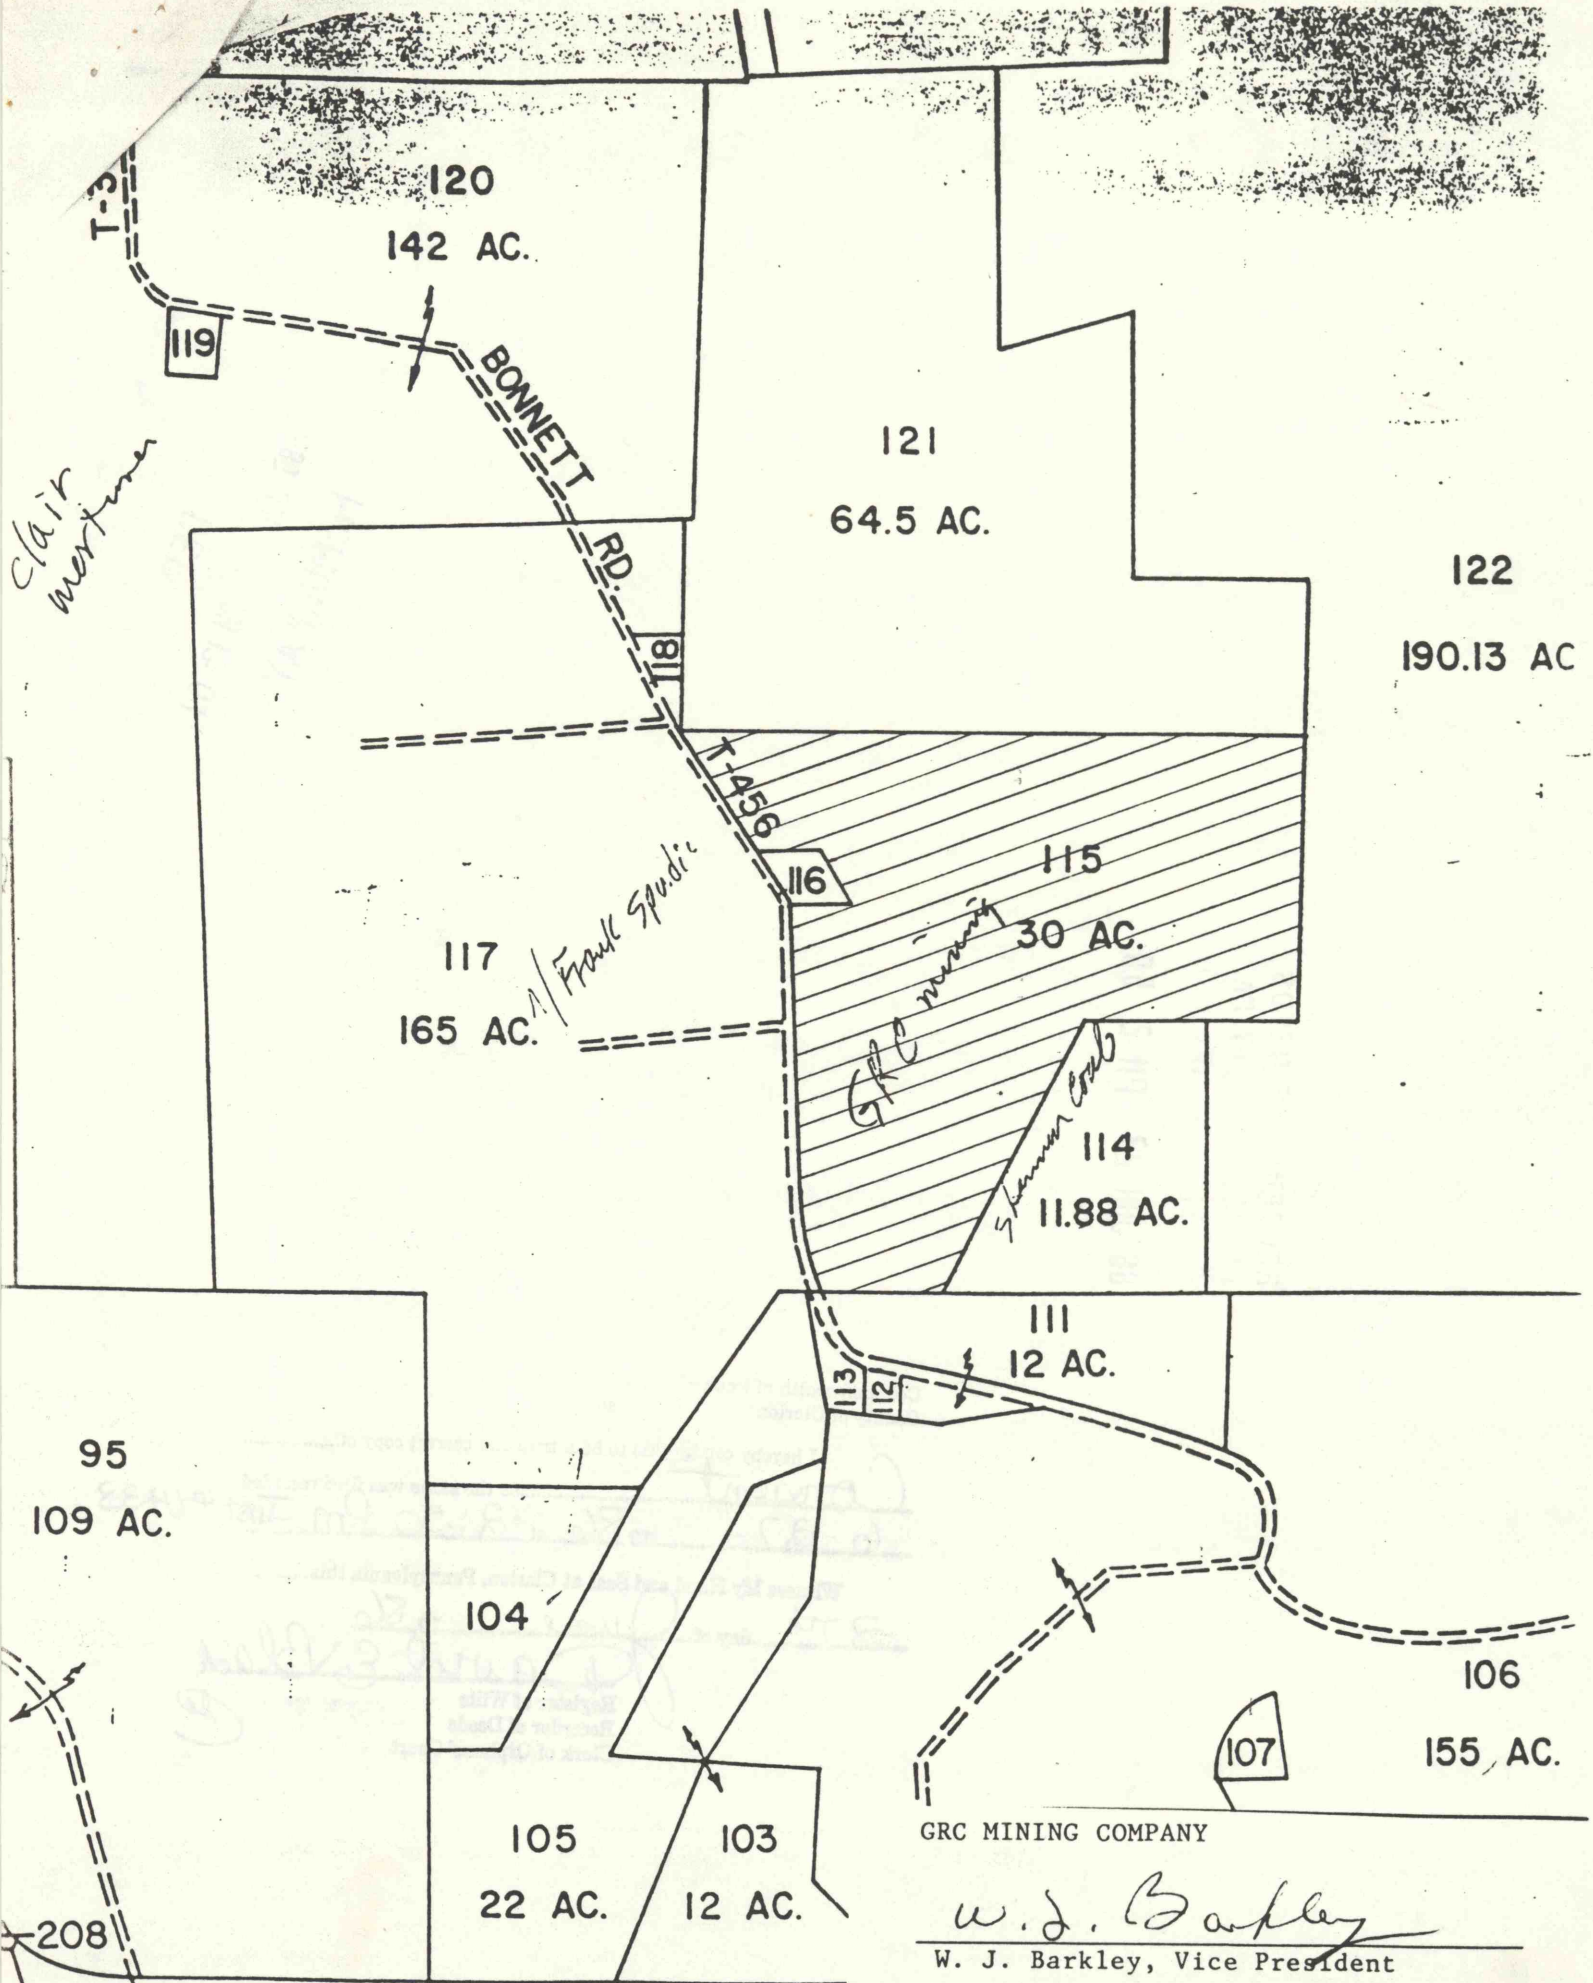 120
142 AC.
T-3
119
BONNETT
RD.
Clair
121
64.5 AC.
122
190.13 AC
118
T-456
116
115
30 AC.
GRC mining
117
165 AC.
Frank Spudic
Sherman Coal
114
11.88 AC.
111
12 AC.
113
112
95
109 AC.
104
106
155 AC.
107
105
22 AC.
103
12 AC.
208
GRC MINING COMPANY
W. J. Barkley
W. J. Barkley, Vice President